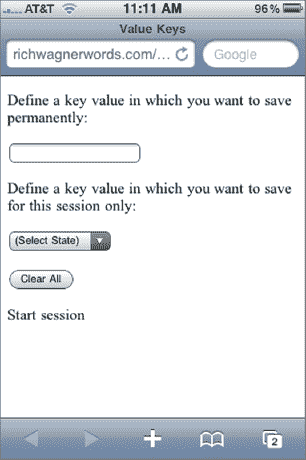 AT&T 11:11 AM 96%
Value Keys
richwagnerwords.com/... Google
Define a key value in which you want to save
permanently:
Define a key value in which you want to save
for this session only:
(Select State)
Clear All
Start session
2